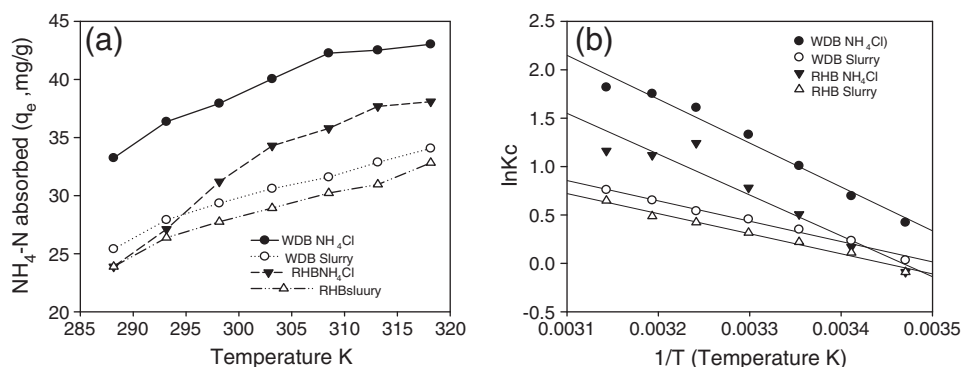 (a)
NH₄-N absorbed (qₑ ,mg/g)
45
40
35
30
25
20
285 290 295 300 305 310 315 320
Temperature K
WDB NH₄Cl
WDB Slurry
RHBNH₄Cl
RHBsluury
(b)
lnKc
2.5
2.0
1.5
1.0
0.5
0.0
-0.5
0.0031 0.0032 0.0033 0.0034 0.0035
1/T (Temperature K)
WDB NH₄Cl)
WDB Slurry
RHB NH₄Cl
RHB Slurry